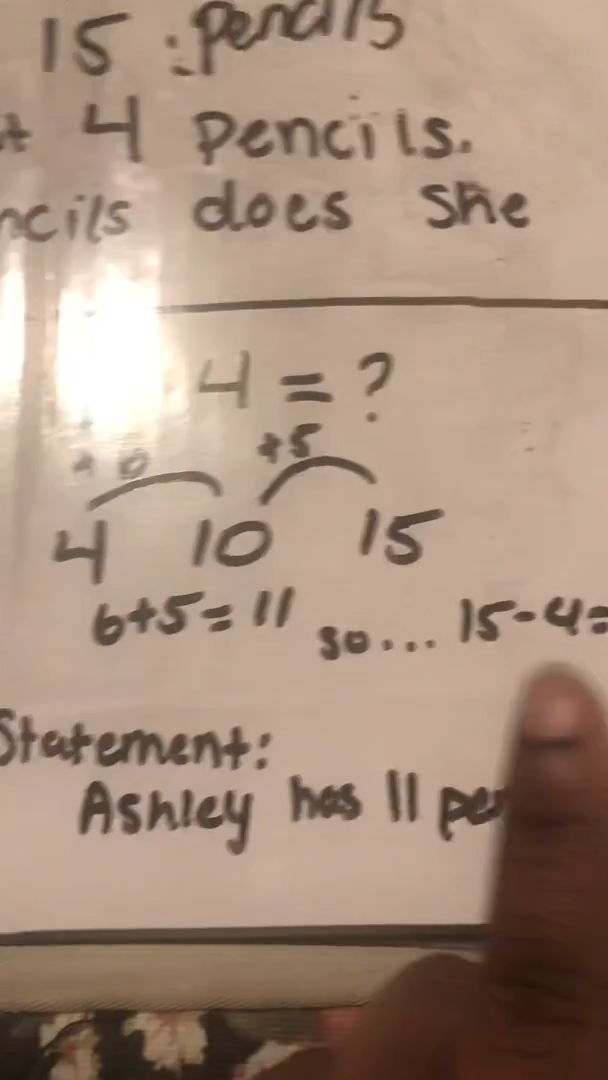 15 pencils
4 pencils.
does she
4 = ?
+5
4 10 15
6+5=11 so... 15-4=
Statement:
Ashley has 11